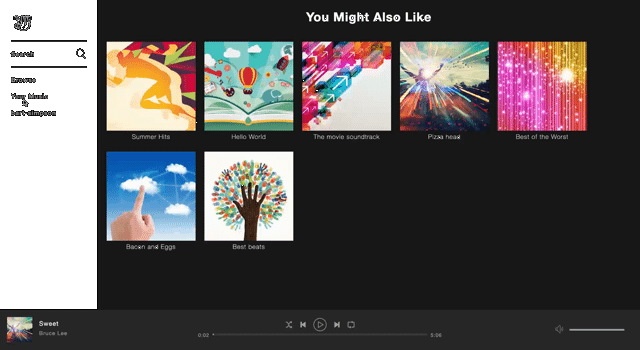 You Might Also Like
Search
Browse
Your Music
bart-simpson
Summer Hits
Hello World
The movie soundtrack
Pizza head
Best of the Worst
Bacon and Eggs
Best beats
Sweet
Bruce Lee
0:02
5:06